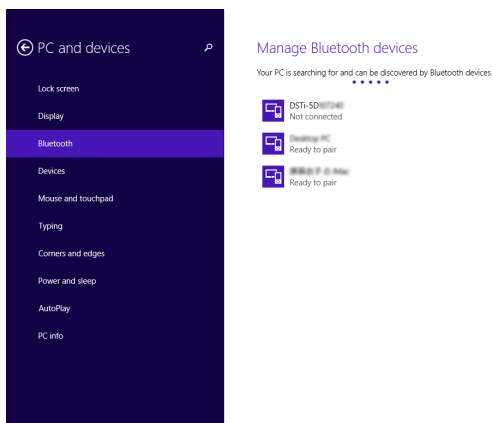 PC and devices
Lock screen
Display
Bluetooth
Devices
Mouse and touchpad
Typing
Corners and edges
Power and sleep
AutoPlay
PC info
Manage Bluetooth devices
Your PC is searching for and can be discovered by Bluetooth devices.
DSTi-5D
Not connected
Ready to pair
Ready to pair